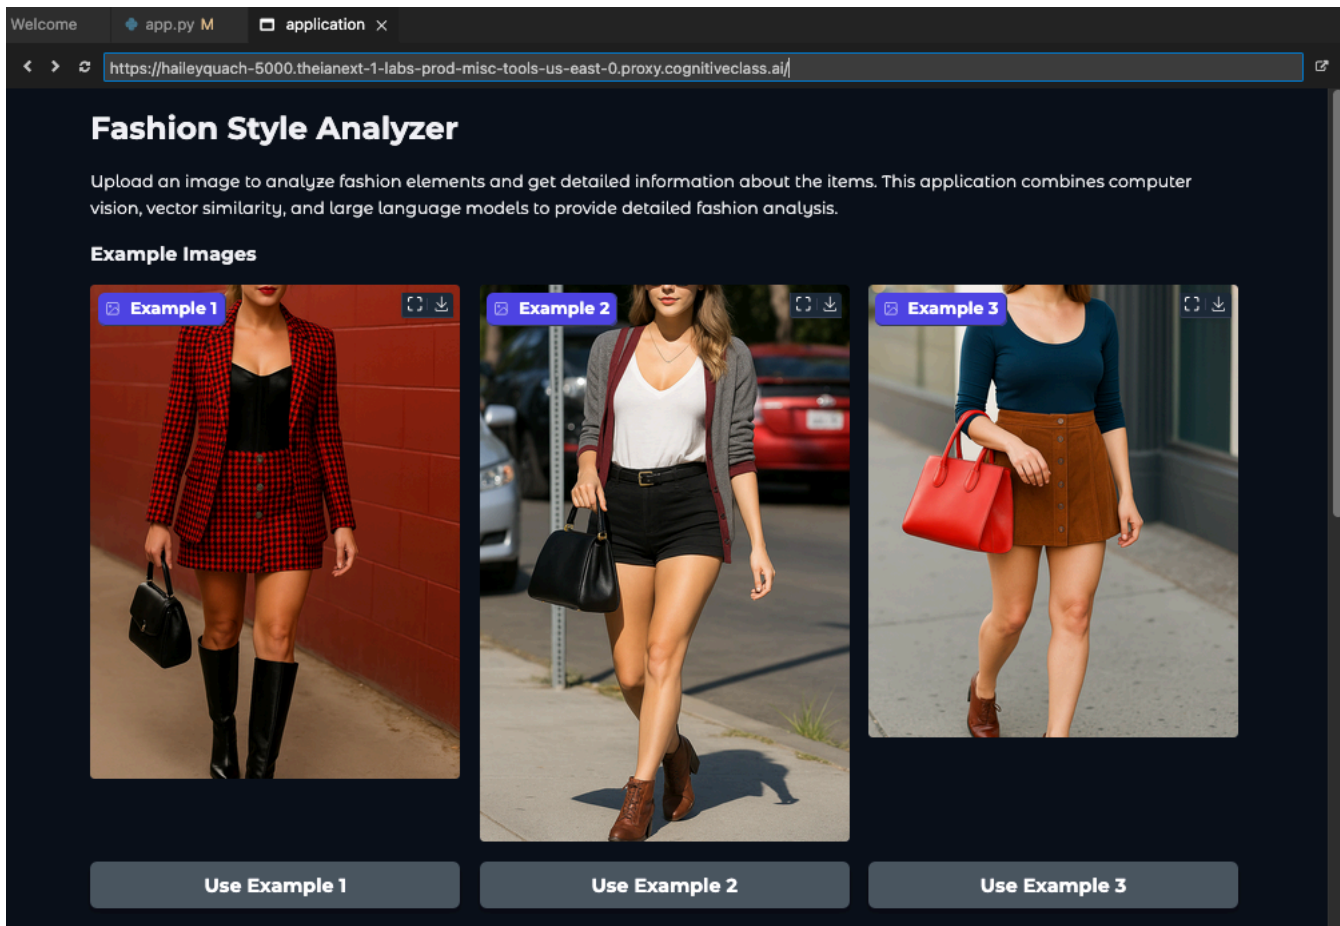 Welcome
app.py M
application
https://haileyquach-5000.theianext-1-labs-prod-misc-tools-us-east-0.proxy.cognitiveclass.ai/
Fashion Style Analyzer
Upload an image to analyze fashion elements and get detailed information about the items. This application combines computer
vision, vector similarity, and large language models to provide detailed fashion analysis.
Example Images
Example 1
Example 2
Example 3
Use Example 1
Use Example 2
Use Example 3